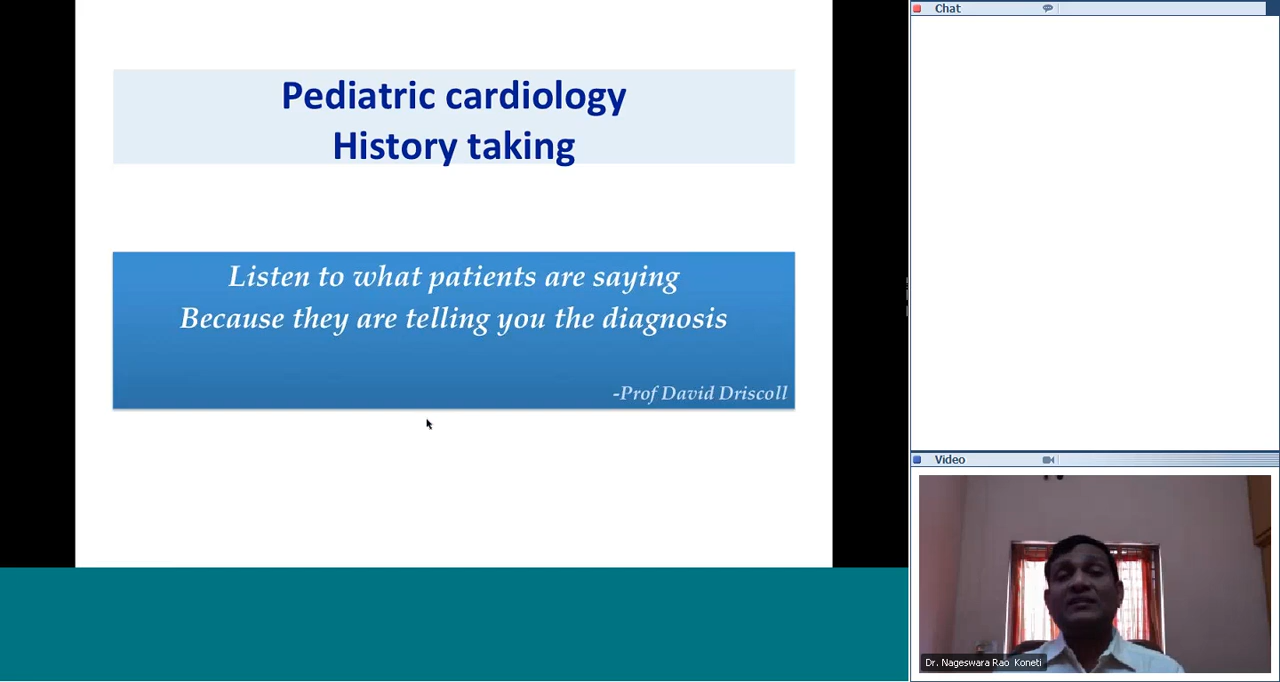 Pediatric cardiology
History taking
Listen to what patients are saying
Because they are telling you the diagnosis
-Prof David Driscoll
Chat
Video
Dr. Nageswara Rao Koneti